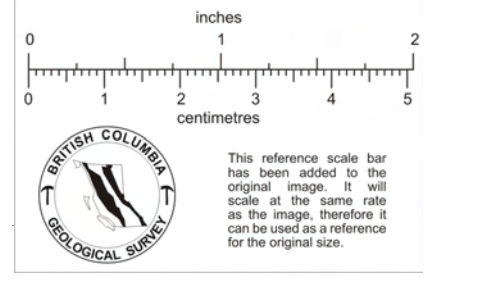 inches
0 1 2
0 1 2 3 4 5
centimetres
BRITISH COLUMBIA
GEOLOGICAL SURVEY
This reference scale bar
has been added to the
original image. It will
scale at the same rate
as the image, therefore it
can be used as a reference
for the original size.